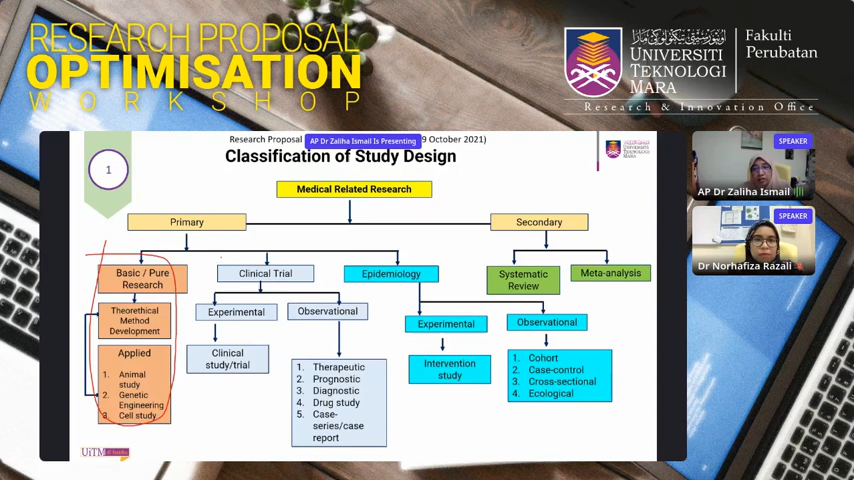 RESEARCH PROPOSAL
OPTIMISATION
WORKSHOP
UNIVERSITI
TEKNOLOGI
MARA
Fakulti
Perubatan
Research & Innovation Office
Research Proposal
AP Dr Zaliha Ismail Is Presenting
9 October 2021)
Classification of Study Design
1
UNIVERSITI
TEKNOLOGI
MARA
Medical Related Research
Primary
Secondary
Basic / Pure
Research
Clinical Trial
Epidemiology
Systematic
Review
Meta-analysis
Theorethical
Method
Development
Experimental
Observational
Experimental
Observational
Applied
1. Animal
study
2. Genetic
Engineering
3. Cell study
Clinical
study/trial
1. Therapeutic
2. Prognostic
3. Diagnostic
4. Drug study
5. Case-
series/case
report
Intervention
study
1. Cohort
2. Case-control
3. Cross-sectional
4. Ecological
UiTM
SPEAKER
AP Dr Zaliha Ismail
SPEAKER
Dr Norhafiza Razali